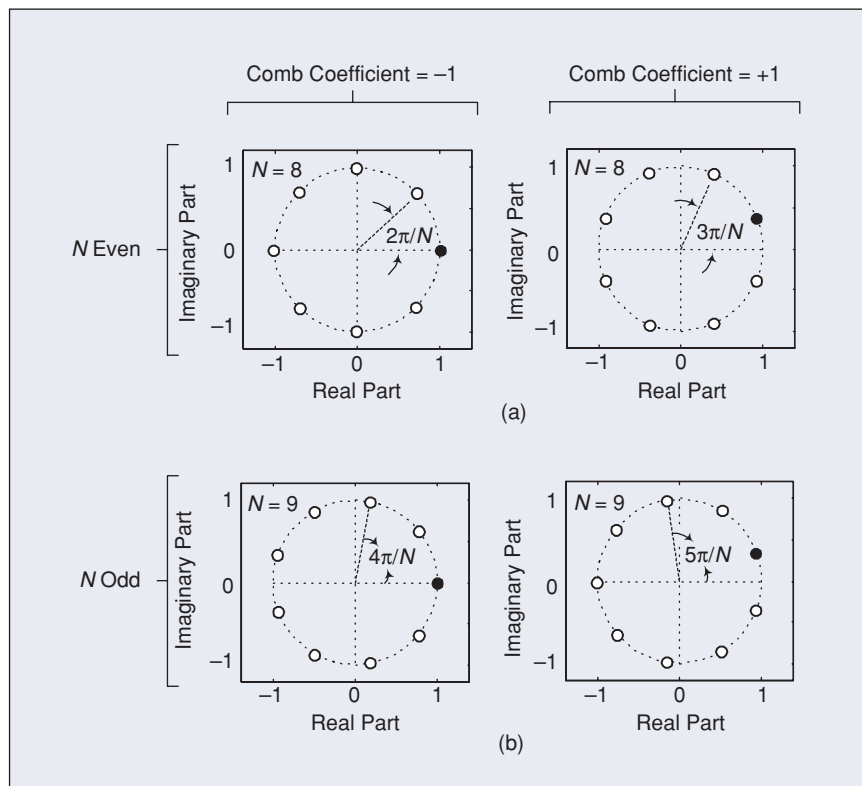 Comb Coefficient = –1
Comb Coefficient = +1
N Even
N = 8
1
0
–1
Imaginary Part
2π/N
–1
0
1
Real Part
N = 8
1
0
–1
Imaginary Part
3π/N
–1
0
1
Real Part
(a)
N Odd
N = 9
1
0
–1
Imaginary Part
4π/N
–1
0
1
Real Part
N = 9
1
0
–1
Imaginary Part
5π/N
–1
0
1
Real Part
(b)